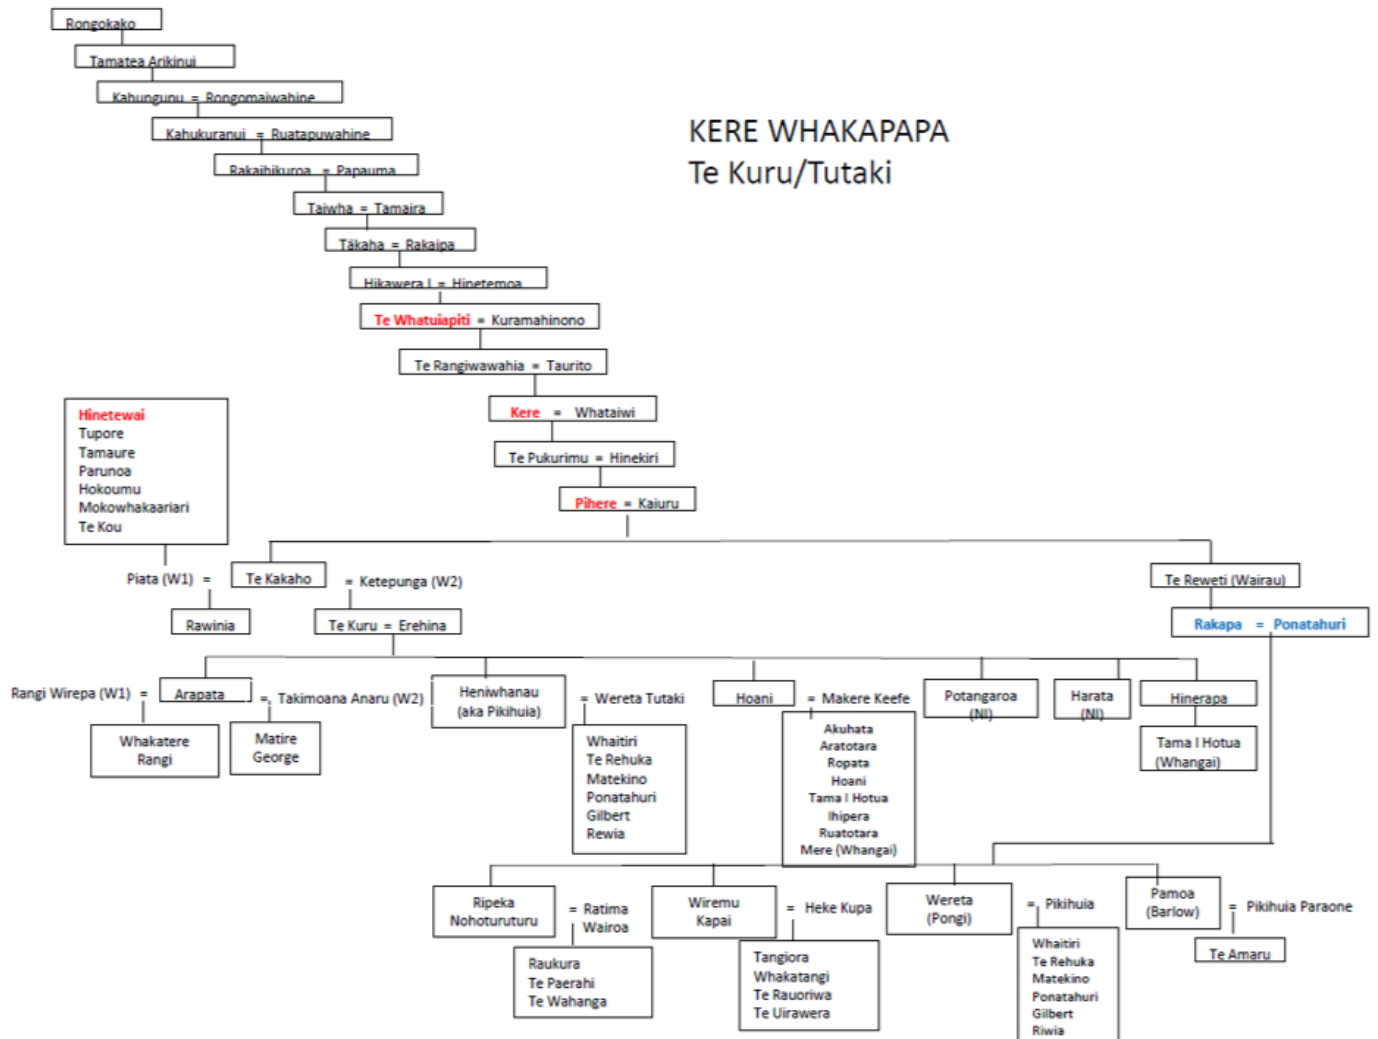 Rongokako
Tamatea Arikinui
Kahungunu = Rongomaiwahine
Kahukuranui = Ruatapuwahine
Rakaihikuroa = Papauma
Taiwha = Tamaira
Täkaha = Rakaipa
Hikawera I = Hinetemoa
Te Whatuiapiti = Kuramahinono
Te Rangiwawahia = Taurito
Kere = Whataiwi
Te Pukurimu = Hinekiri
Pihere = Kaiuru
KERE WHAKAPAPA
Te Kuru/Tutaki
Hinetewai
Tupore
Tamaure
Parunoa
Hokoumu
Mokowhakaariari
Te Kou
Piata (W1) =
Te Kakaho
= Ketepunga (W2)
Te Reweti (Wairau)
Rawinia
Te Kuru = Erehina
Rakapa = Ponatahuri
Rangi Wirepa (W1) =
Arapata
=, Takimoana Anaru (W2)
Heniwhanau
(aka Pikihuia)
= Wereta Tutaki
Hoani
= Makere Keefe
Potangaroa
(NI)
Harata
(NI)
Hinerapa
Whakatere
Rangi
Matire
George
Whaitiri
Te Rehuka
Matekino
Ponatahuri
Gilbert
Rewia
Akuhata
Aratotara
Ropata
Hoani
Tama I Hotua
Ihipera
Ruatotara
Mere (Whangai)
Tama I Hotua
(Whangai)
Ripeka
Nohoturuturu
= Ratima
Wairoa
Wiremu
Kapai
= Heke Kupa
Wereta
(Pongi)
=, Pikihuia
Pamoa
(Barlow)
= Pikihuia Paraone
Raukura
Te Paerahi
Te Wahanga
Tangiora
Whakatangi
Te Rauoriwa
Te Uirawera
Whaitiri
Te Rehuka
Matekino
Ponatahuri
Gilbert
Riwia
Te Amaru